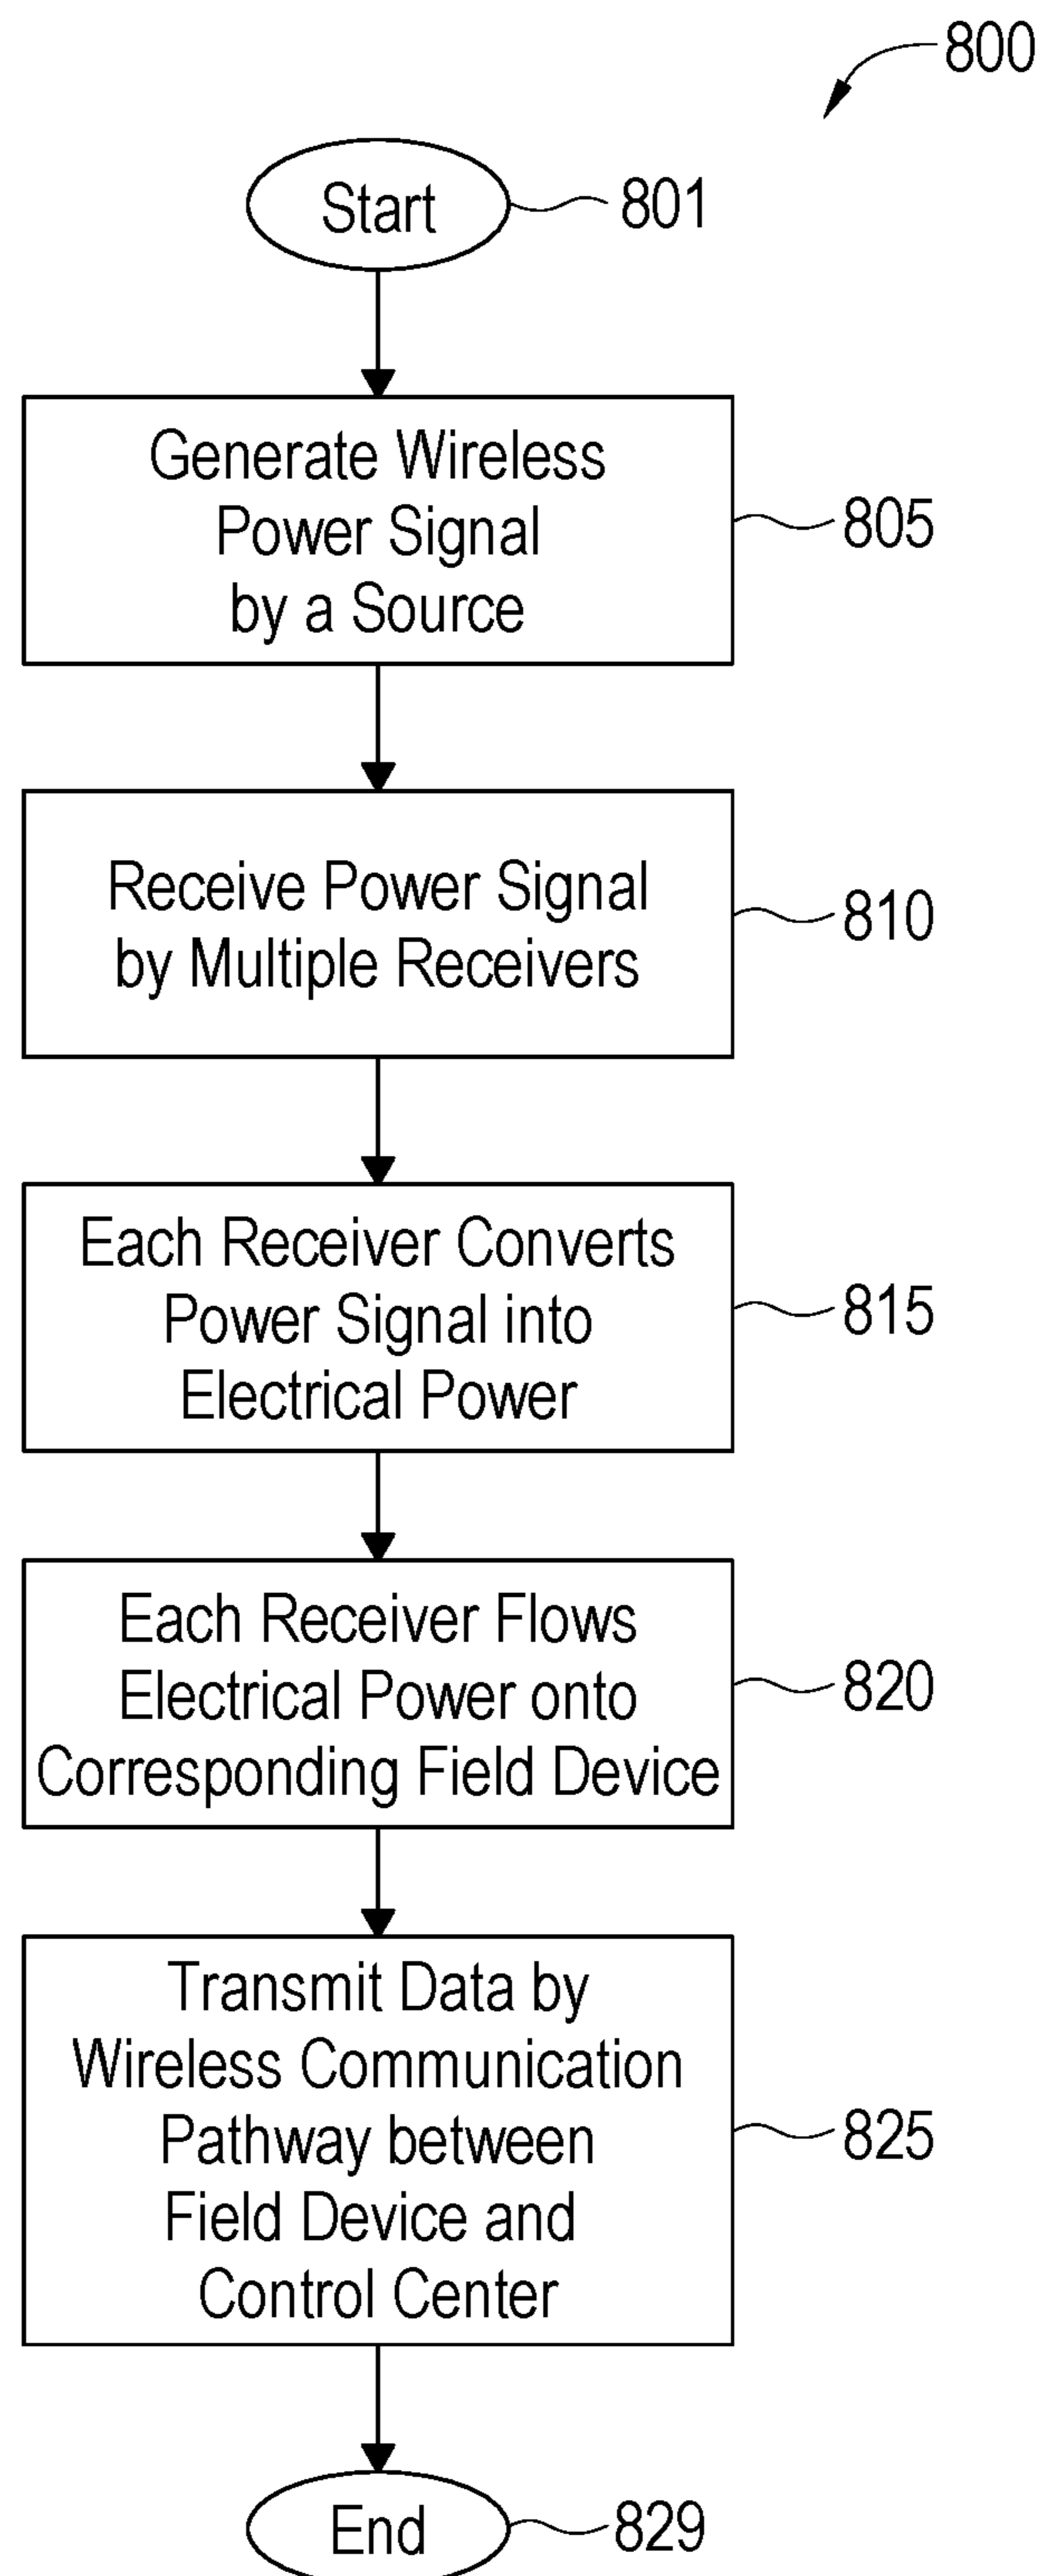 800
Start
801
Generate Wireless
Power Signal
by a Source
805
Receive Power Signal
by Multiple Receivers
810
Each Receiver Converts
Power Signal into
Electrical Power
815
Each Receiver Flows
Electrical Power onto
Corresponding Field Device
820
Transmit Data by
Wireless Communication
Pathway between
Field Device and
Control Center
825
End
829